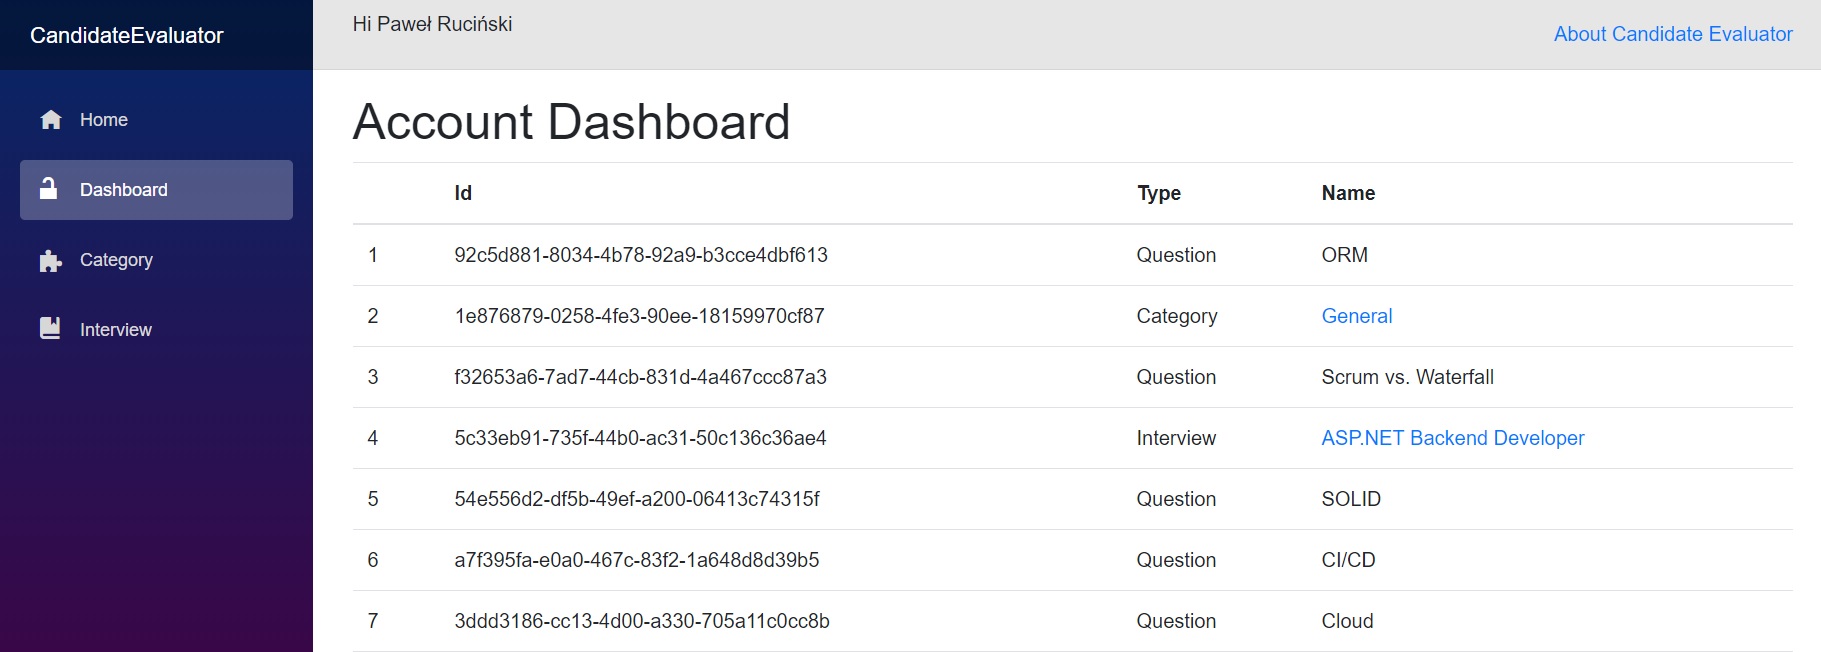 CandidateEvaluator
Hi Paweł Ruciński
About Candidate Evaluator
Home
Dashboard
Category
Interview
Account Dashboard
Id Type Name
1 92c5d881-8034-4b78-92a9-b3cce4dbf613 Question ORM
2 1e876879-0258-4fe3-90ee-18159970cf87 Category General
3 f32653a6-7ad7-44cb-831d-4a467ccc87a3 Question Scrum vs. Waterfall
4 5c33eb91-735f-44b0-ac31-50c136c36ae4 Interview ASP.NET Backend Developer
5 54e556d2-df5b-49ef-a200-06413c74315f Question SOLID
6 a7f395fa-e0a0-467c-83f2-1a648d8d39b5 Question CI/CD
7 3ddd3186-cc13-4d00-a330-705a11c0cc8b Question Cloud